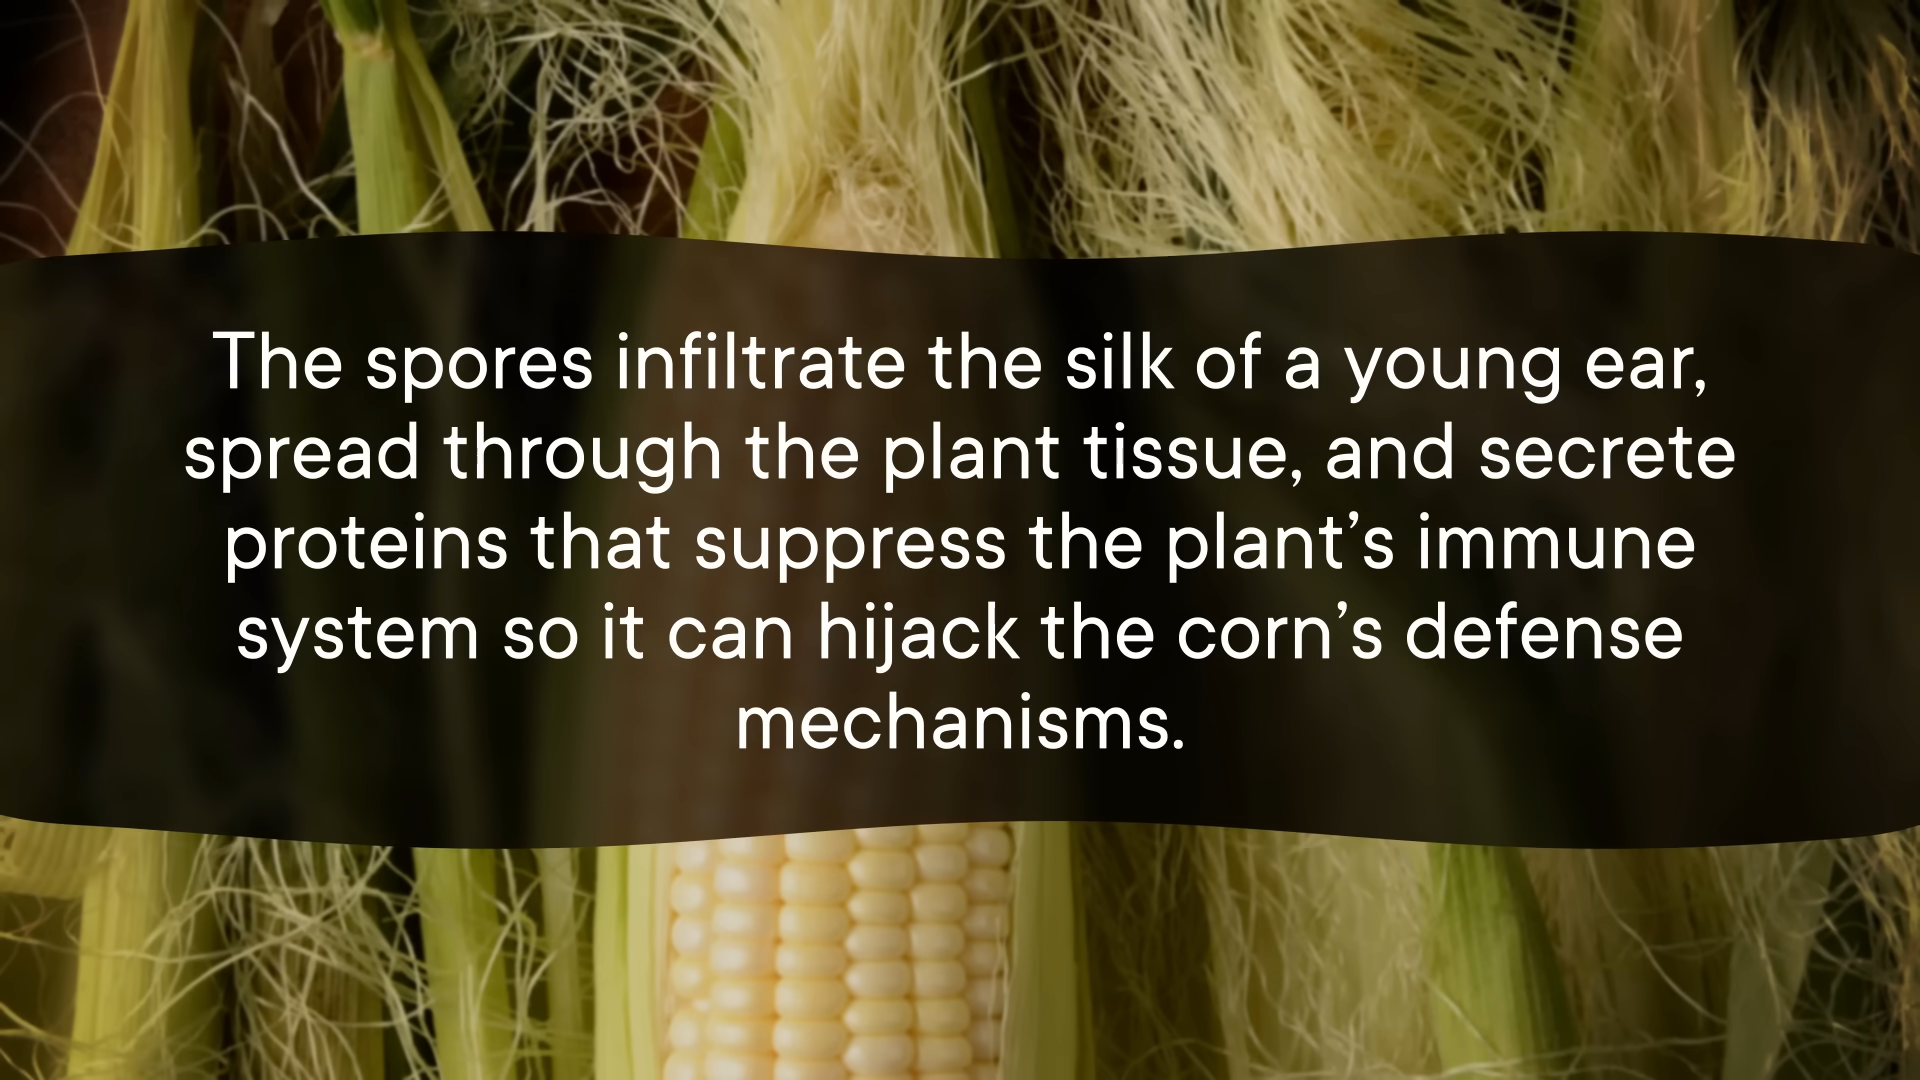 The spores infiltrate the silk of a young ear,
spread through the plant tissue, and secrete
proteins that suppress the plant’s immune
system so it can hijack the corn’s defense
mechanisms.